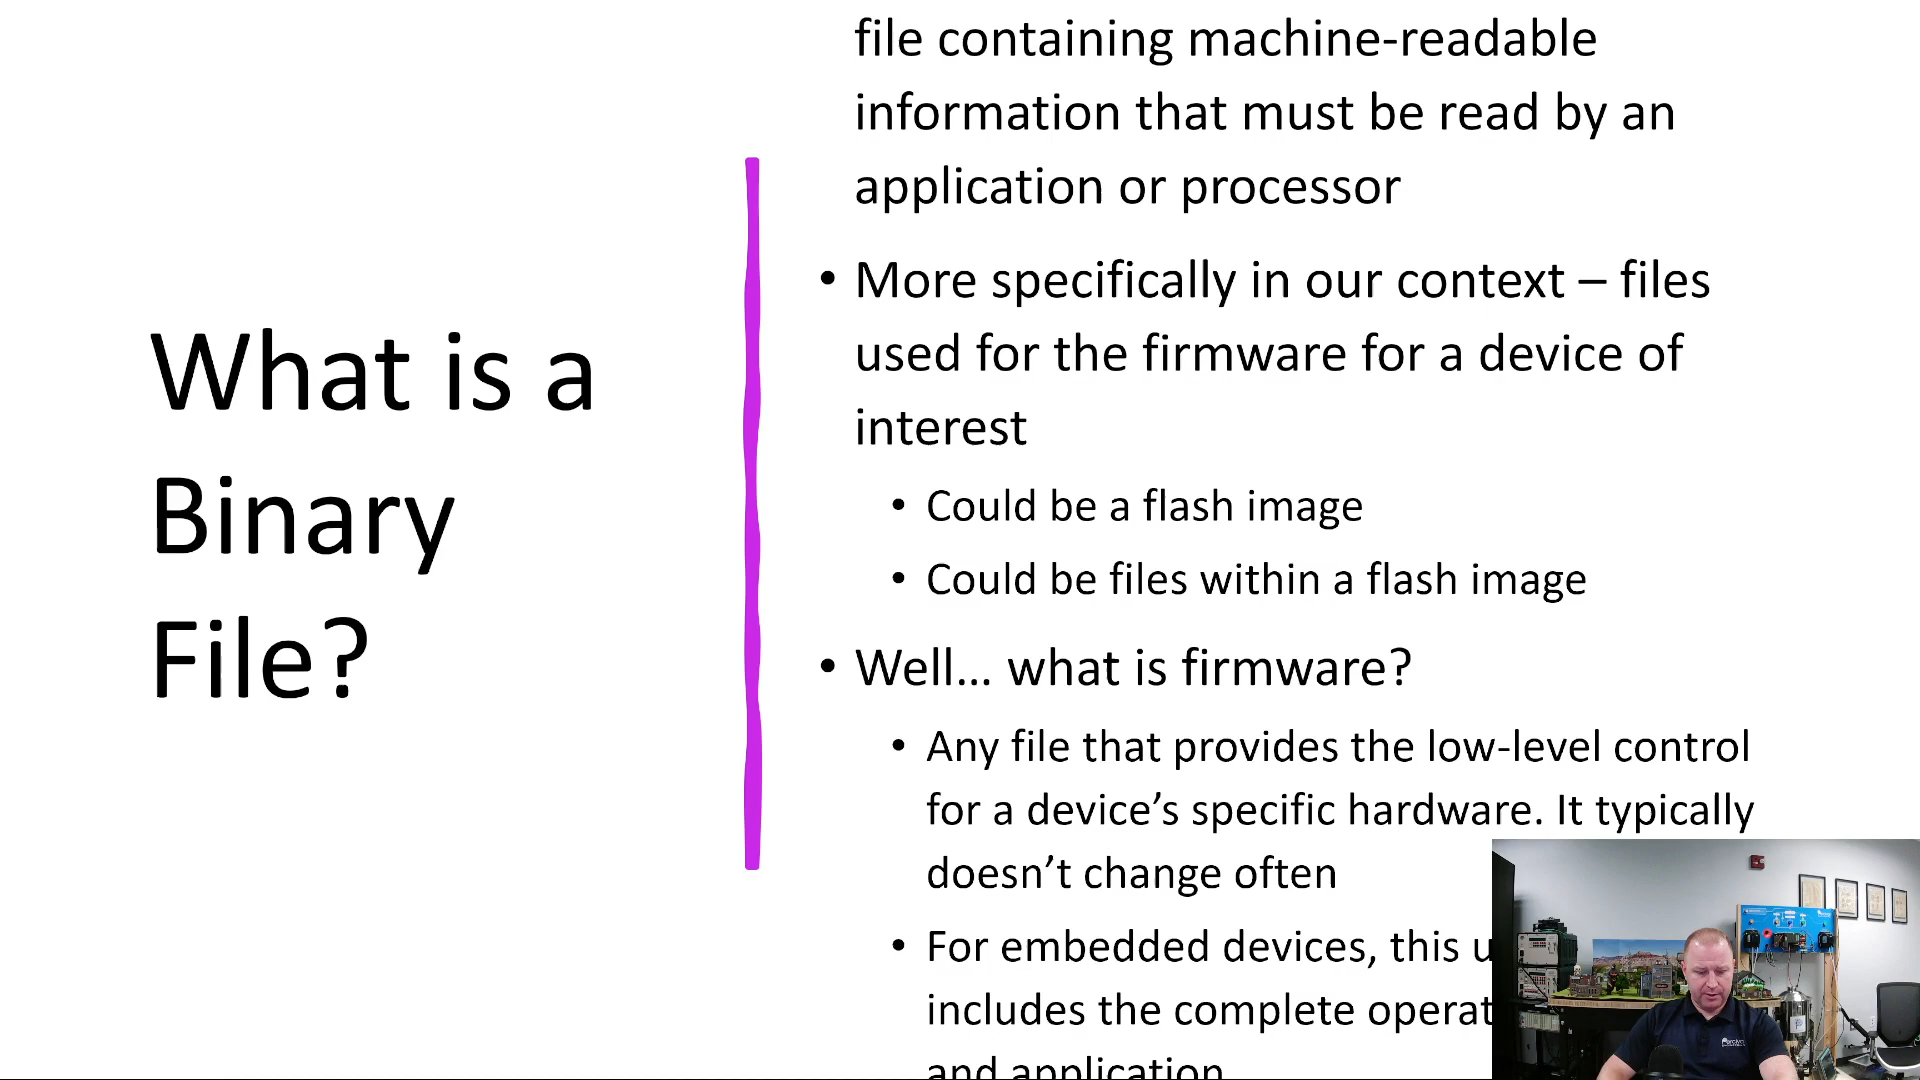 What is a
Binary
File?
file containing machine-readable
information that must be read by an
application or processor
• More specifically in our context – files
used for the firmware for a device of
interest
• Could be a flash image
• Could be files within a flash image
• Well… what is firmware?
• Any file that provides the low-level control
for a device’s specific hardware. It typically
doesn’t change often
• For embedded devices, this
includes the complete
and application